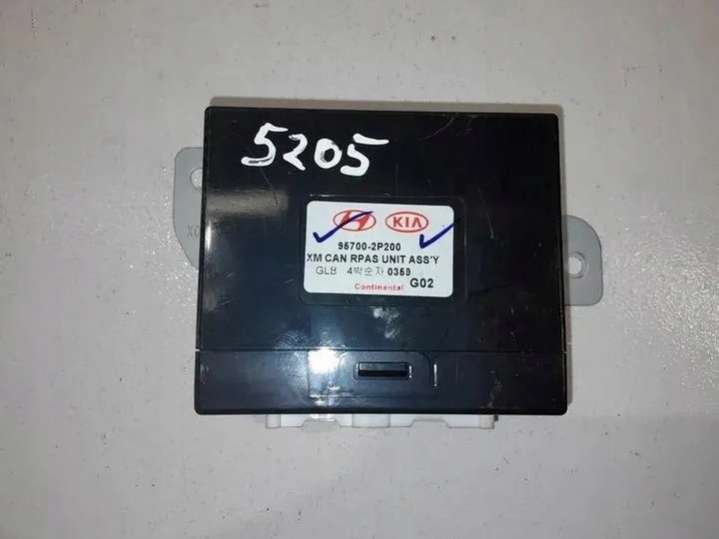 5205
KIA
95700-2P200
XM CAN RPAS UNIT ASS'Y
GLB 4박순자 0359
Continental G02